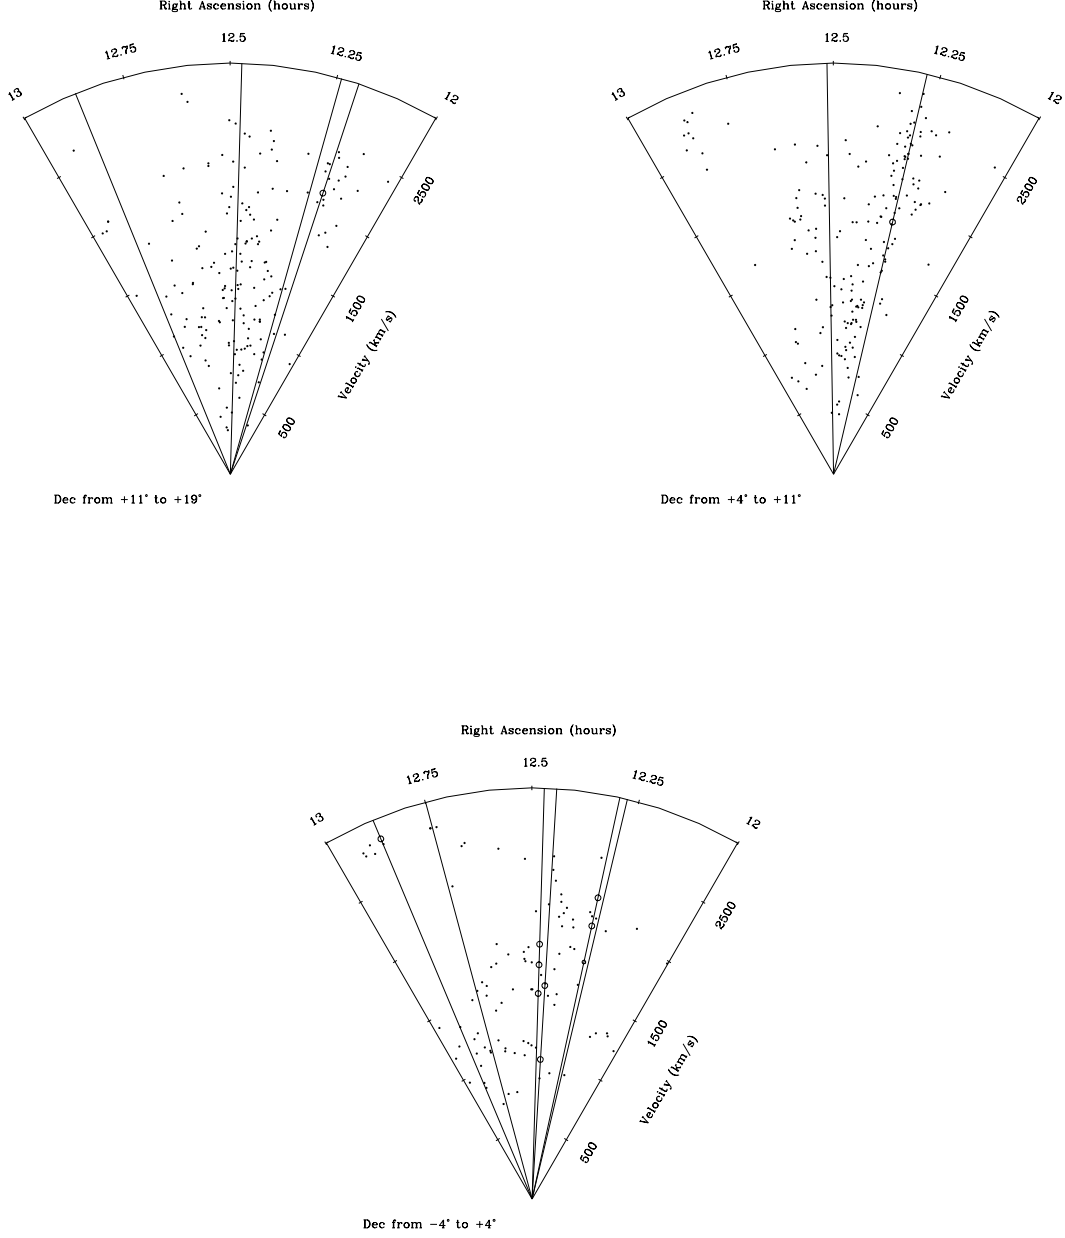 Right Ascension (hours)
13
12.75
12.5
12.25
12
2500
1500
500
Velocity (km/s)
Dec from +11° to +19°
Right Ascension (hours)
13
12.75
12.5
12.25
12
2500
1500
500
Velocity (km/s)
Dec from +4° to +11°
Right Ascension (hours)
13
12.75
12.5
12.25
12
2500
1500
500
Velocity (km/s)
Dec from −4° to +4°